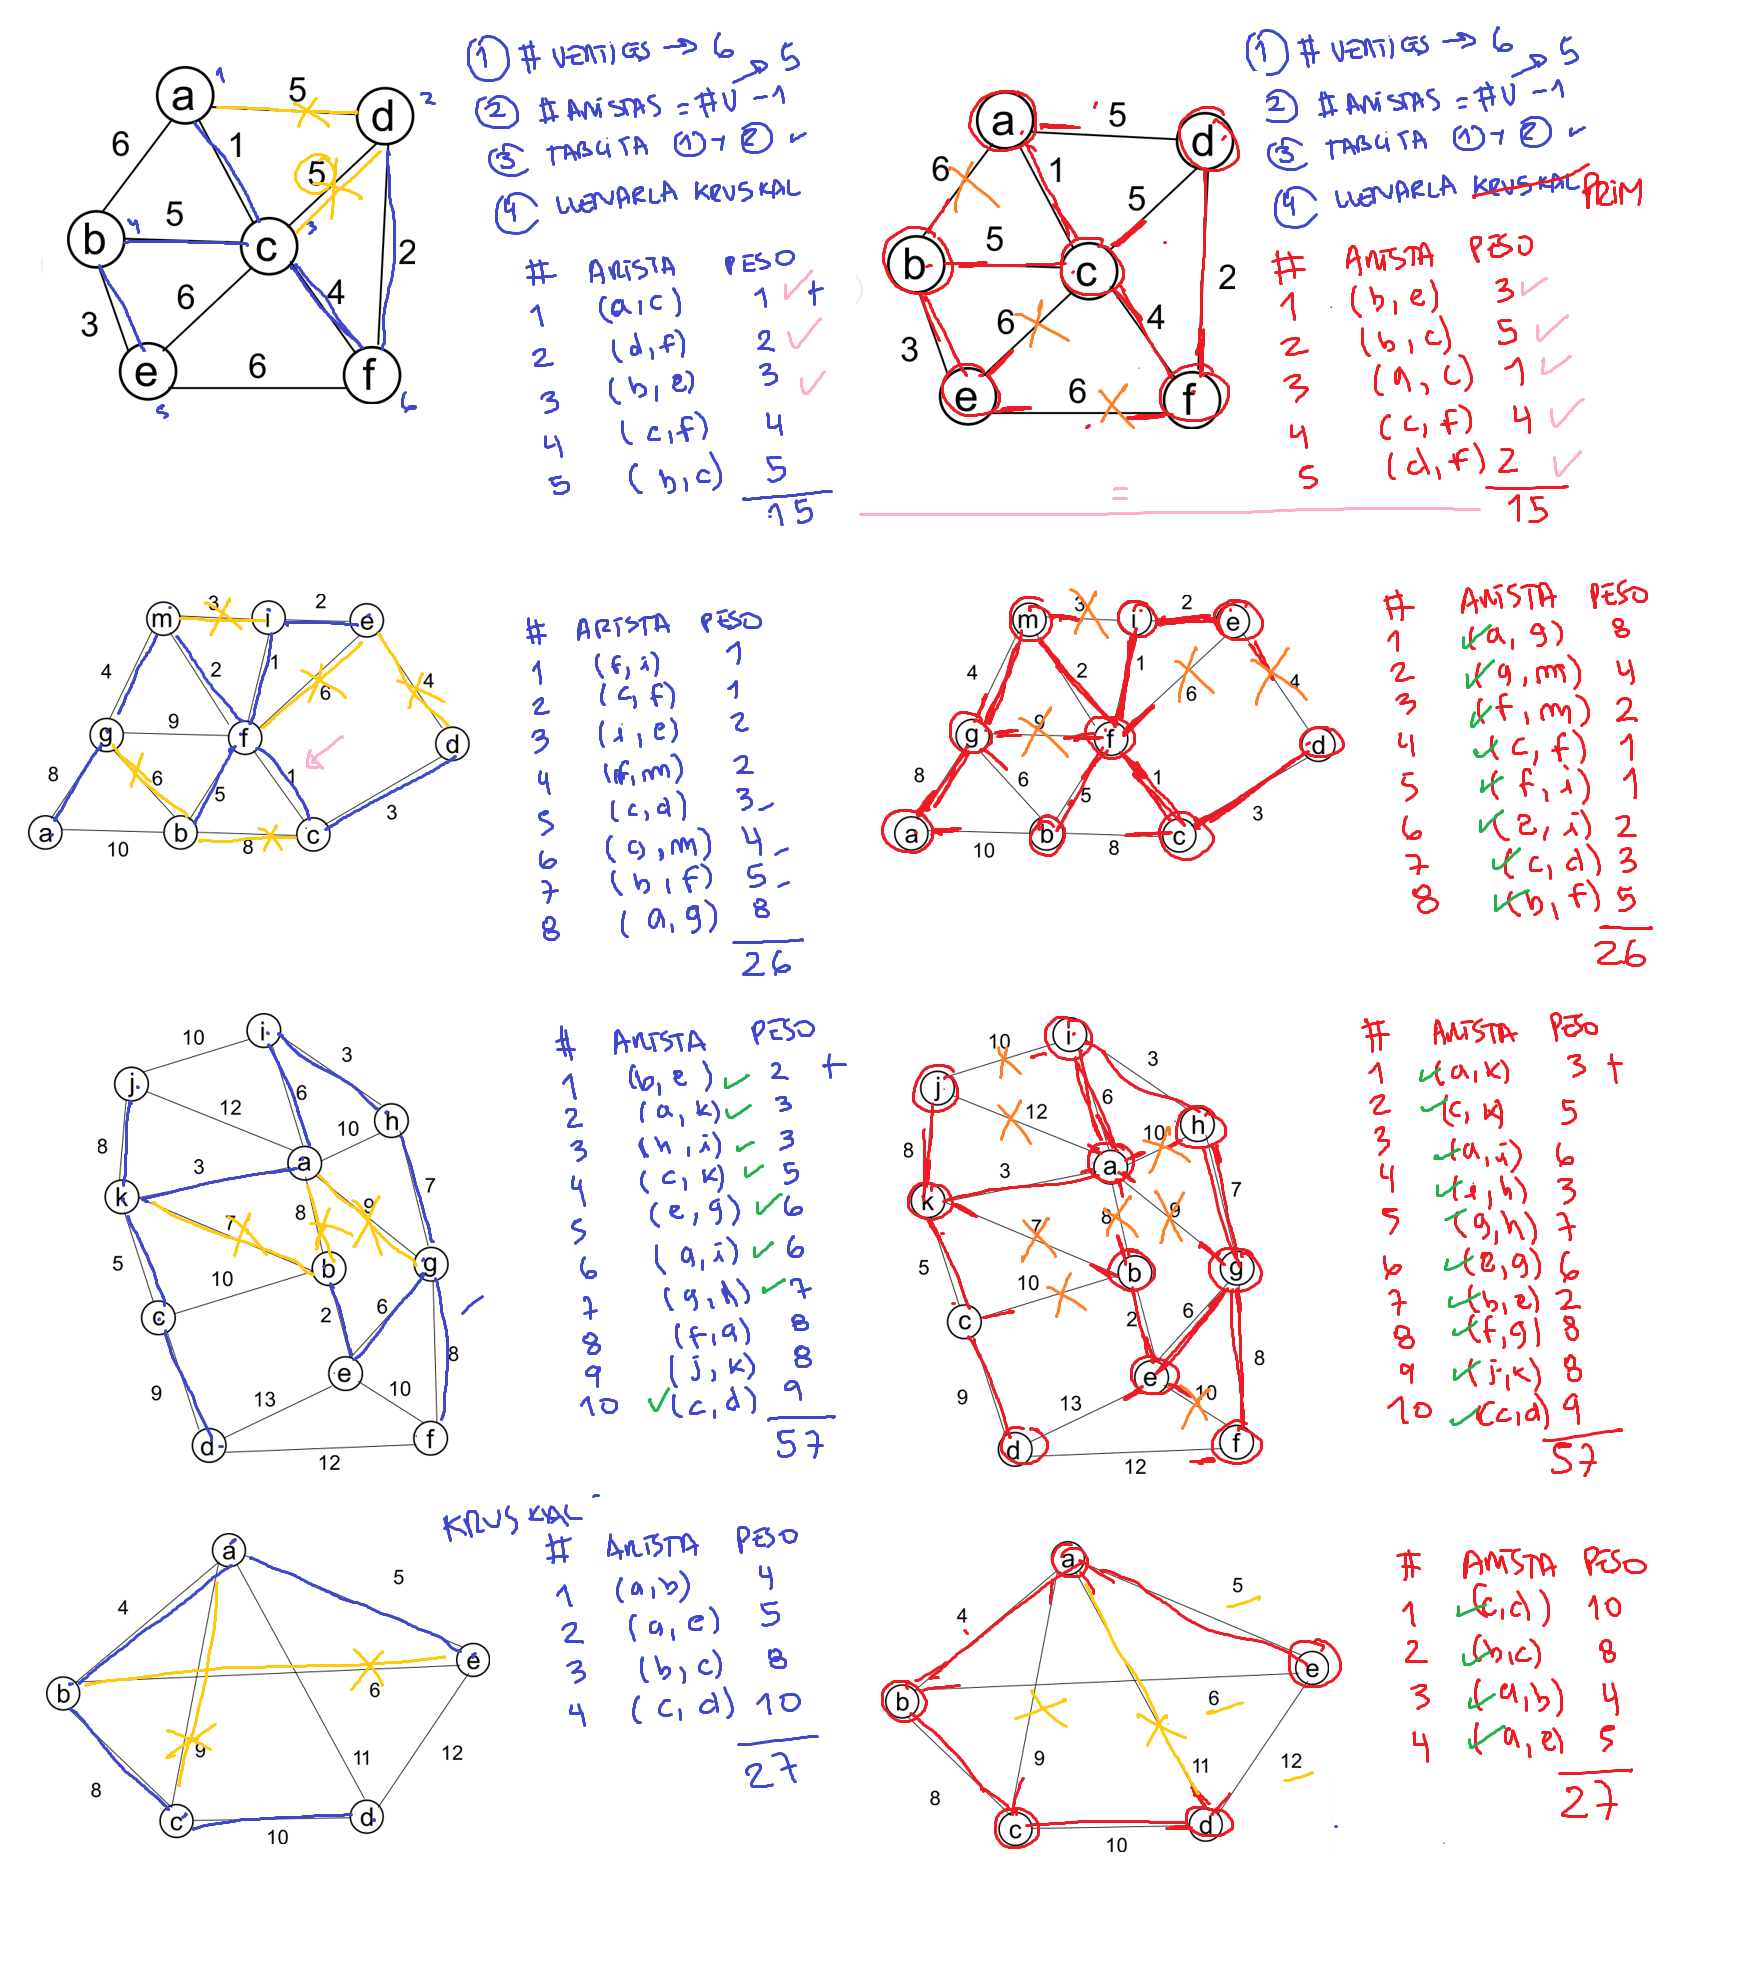 ① # VERTICES → 6
② # ARISTAS = #V - 1 → 5
③ TABLITA ① + ② ✓
④ LLENARLA KRUSKAL
# ARISTA PESO
1 (a,c) 1 ✓ +
2 (d,f) 2 ✓
3 (b,e) 3 ✓
4 (c,f) 4
5 (b,c) 5
15
a 1
d 2
c 3
b 4
e 5
f 6
5
6
1
5
5
2
6
4
3
6
① # VERTICES → 6
② # ARISTAS = #V - 1 → 5
③ TABLITA ① + ② ✓
④ LLENARLA KRUSKAL PRIM
# ARISTA PESO
1 (b,e) 3 ✓
2 (b,c) 5 ✓
3 (a,c) 1 ✓
4 (c,f) 4 ✓
5 (d,f) 2 ✓
15
=
a
d
b
c
e
f
5
6
1
5
5
2
6
4
3
6
m 3 i 2 e
4 2 1 6 4
g 9 f d
8 6 5 1 3
a 10 b 8 c
# ARISTA PESO
1 (f,i) 1
2 (c,f) 1
3 (i,e) 2
4 (f,m) 2
5 (c,d) 3
6 (g,m) 4
7 (b,f) 5
8 (a,g) 8
26
m 3 i 2 e
4 2 1 6 4
g 9 f d
8 6 5 1 3
a 10 b 8 c
# ARISTA PESO
1 ✓(a,g) 8
2 ✓(g,m) 4
3 ✓(f,m) 2
4 ✓(c,f) 1
5 ✓(f,i) 1
6 ✓(e,i) 2
7 ✓(c,d) 3
8 ✓(b,f) 5
26
10 i
j 3
12 6
8 10 h
3 a
k 7
7 8 9
5 10 b g
c 2 6
e 8
9 13 10
d f
12
# ARISTA PESO
1 (b,e) ✓ 2 +
2 (a,k) ✓ 3
3 (h,i) ✓ 3
4 (c,k) ✓ 5
5 (e,g) ✓ 6
6 (a,i) ✓ 6
7 (g,h) ✓ 7
8 (f,g) 8
9 (j,k) 8
10 ✓ (c,d) 9
57
10 i
j 3
12 6
8 10 h
3 a
k 7
7 8 9
5 10 b g
c 2 6
e 8
9 13 10
d f
12
# ARISTA PESO
1 ✓(a,k) 3 +
2 ✓(c,k) 5
3 ✓(a,i) 6
4 ✓(i,h) 3
5 ✓(g,h) 7
6 ✓(e,g) 6
7 ✓(b,e) 2
8 ✓(f,g) 8
9 ✓(j,k) 8
10 ✓(c,d) 9
57
KRUSKAL
# ARISTA PESO
1 (a,b) 4
2 (a,e) 5
3 (b,c) 8
4 (c,d) 10
27
a
4 5
e
b 6
9 11 12
8
c 10 d
a
4 5
e
b 6
9 11 12
8
c 10 d
# ARISTA PESO
1 ✓(c,d) 10
2 ✓(b,c) 8
3 ✓(a,b) 4
4 ✓(a,e) 5
27